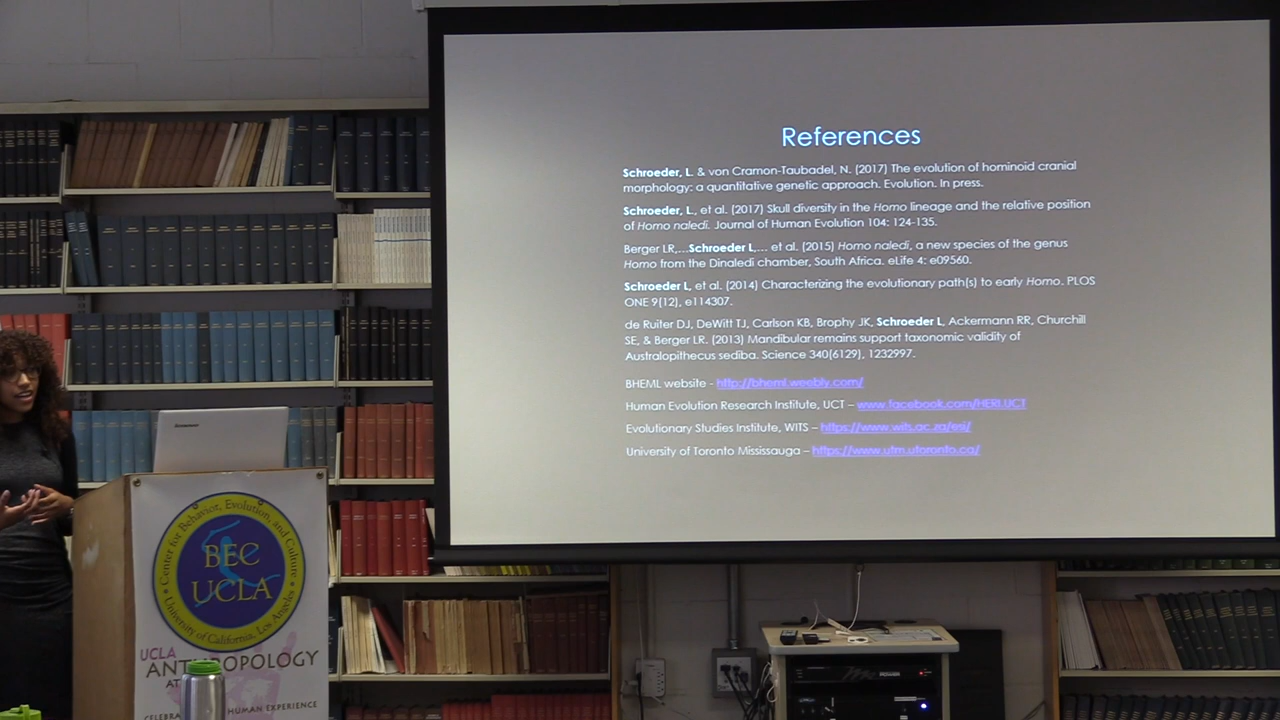 References
Schroeder, L. & von Cramon-Taubadel, N. (2017) The evolution of hominoid cranial
morphology: a quantitative genetic approach. Evolution. In press.
Schroeder, L., et al. (2017) Skull diversity in the Homo lineage and the relative position
of Homo naledi. Journal of Human Evolution 104: 124-135.
Berger LR,...Schroeder L,... et al. (2015) Homo naledi, a new species of the genus
Homo from the Dinaledi chamber, South Africa. eLife 4: e09560.
Schroeder L, et al. (2014) Characterizing the evolutionary path(s) to early Homo. PLOS
ONE 9(12), e114307.
de Ruiter DJ, DeWitt TJ, Carlson KB, Brophy JK, Schroeder L, Ackermann RR, Churchill
SE, & Berger LR. (2013) Mandibular remains support taxonomic validity of
Australopithecus sediba. Science 340(6129), 1232997.
BHEML website - http://bheml.weebly.com/
Human Evolution Research Institute, UCT – www.facebook.com/HERI.UCT
Evolutionary Studies Institute, WITS – https://www.wits.ac.za/esi/
University of Toronto Mississauga – https://www.utm.utoronto.ca/
lenovo
Center for Behavior, Evolution, and Culture
BEC
UCLA
University of California, Los Angeles
UCLA
ANTHROPOLOGY
AT
HUMAN EXPERIENCE
POWER